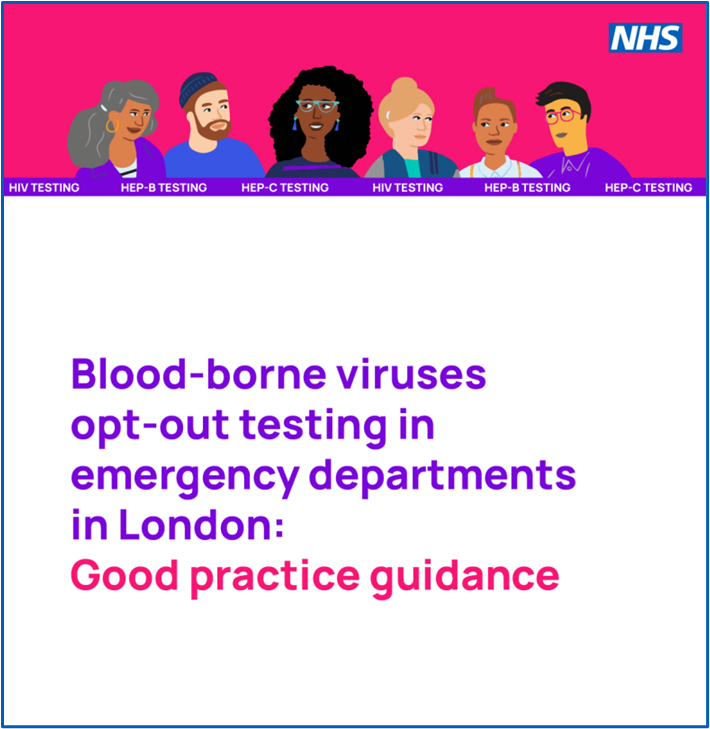 NHS
HIV TESTING HEP-B TESTING HEP-C TESTING HIV TESTING HEP-B TESTING HEP-C TESTING
Blood-borne viruses
opt-out testing in
emergency departments
in London:
Good practice guidance